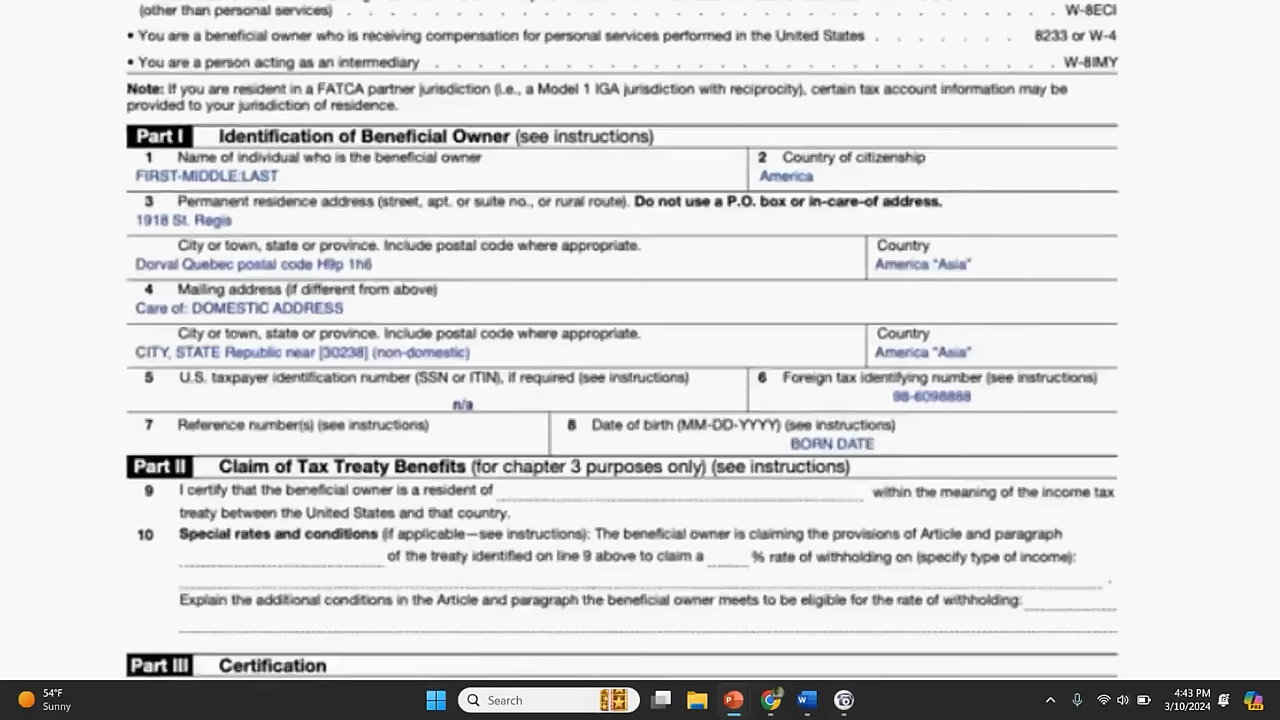 (other than personal services) . . . . . . . . . . . . . . . . . . . . . . . W-8ECI
• You are a beneficial owner who is receiving compensation for personal services performed in the United States . . . . . . 8233 or W-4
• You are a person acting as an intermediary . . . . . . . . . . . . . . . . . . . . . W-8IMY
Note: If you are resident in a FATCA partner jurisdiction (i.e., a Model 1 IGA jurisdiction with reciprocity), certain tax account information may be
provided to your jurisdiction of residence.
Part I Identification of Beneficial Owner (see instructions)
1 Name of individual who is the beneficial owner
FIRST-MIDDLE:LAST
2 Country of citizenship
America
3 Permanent residence address (street, apt. or suite no., or rural route). Do not use a P.O. box or in-care-of address.
1918 St. Regis
City or town, state or province. Include postal code where appropriate.
Dorval Quebec postal code H9p 1h6
Country
America "Asia"
4 Mailing address (if different from above)
Care of: DOMESTIC ADDRESS
City or town, state or province. Include postal code where appropriate.
CITY, STATE Republic near [30238] (non-domestic)
Country
America "Asia"
5 U.S. taxpayer identification number (SSN or ITIN), if required (see instructions)
n/a
6 Foreign tax identifying number (see instructions)
98-6098888
7 Reference number(s) (see instructions)
8 Date of birth (MM-DD-YYYY) (see instructions)
BORN DATE
Part II Claim of Tax Treaty Benefits (for chapter 3 purposes only) (see instructions)
9 I certify that the beneficial owner is a resident of within the meaning of the income tax
treaty between the United States and that country.
10 Special rates and conditions (if applicable—see instructions): The beneficial owner is claiming the provisions of Article and paragraph
of the treaty identified on line 9 above to claim a % rate of withholding on (specify type of income):
.
Explain the additional conditions in the Article and paragraph the beneficial owner meets to be eligible for the rate of withholding:
Part III Certification
54°F
Sunny
Search
4:43 PM
3/10/2024